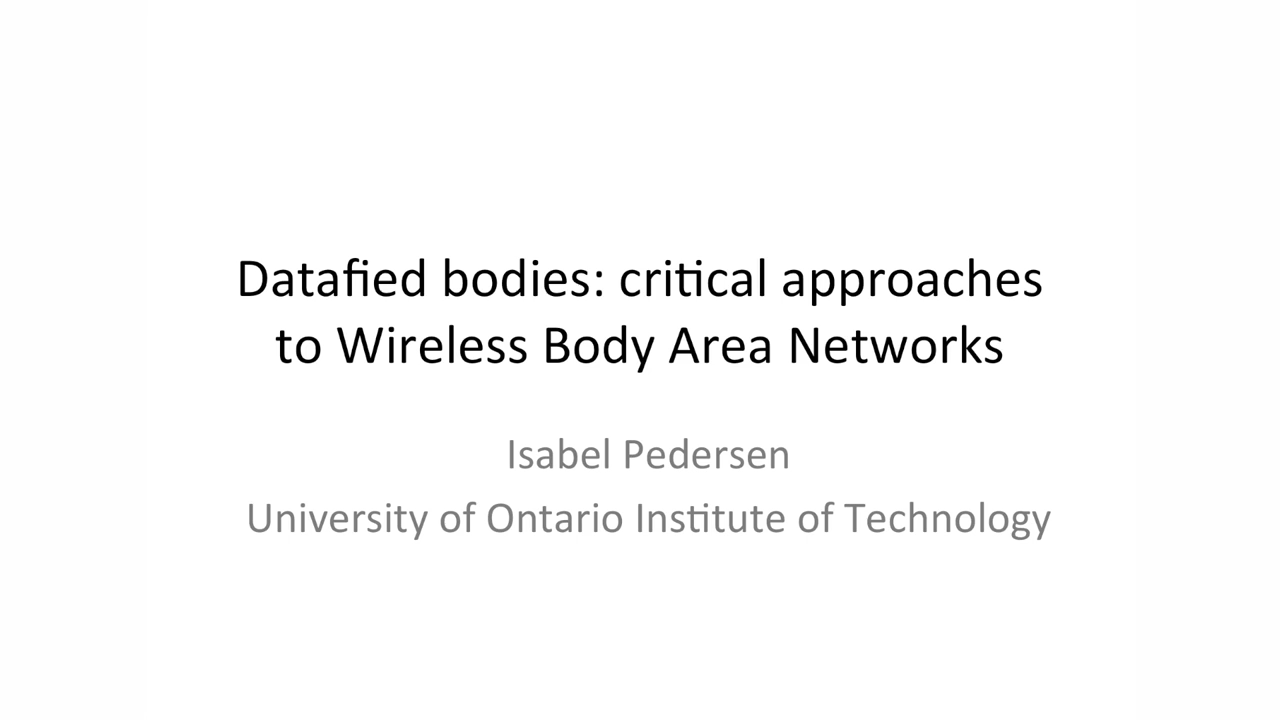 Datafied bodies: critical approaches
to Wireless Body Area Networks
Isabel Pedersen
University of Ontario Institute of Technology